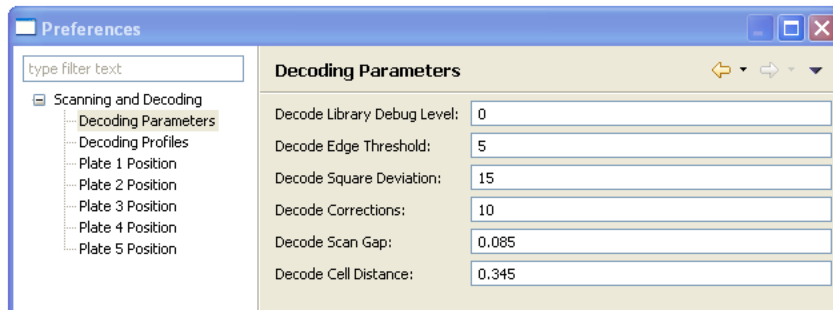 Preferences
type filter text
Scanning and Decoding
Decoding Parameters
Decoding Profiles
Plate 1 Position
Plate 2 Position
Plate 3 Position
Plate 4 Position
Plate 5 Position
Decoding Parameters
Decode Library Debug Level: 0
Decode Edge Threshold: 5
Decode Square Deviation: 15
Decode Corrections: 10
Decode Scan Gap: 0.085
Decode Cell Distance: 0.345